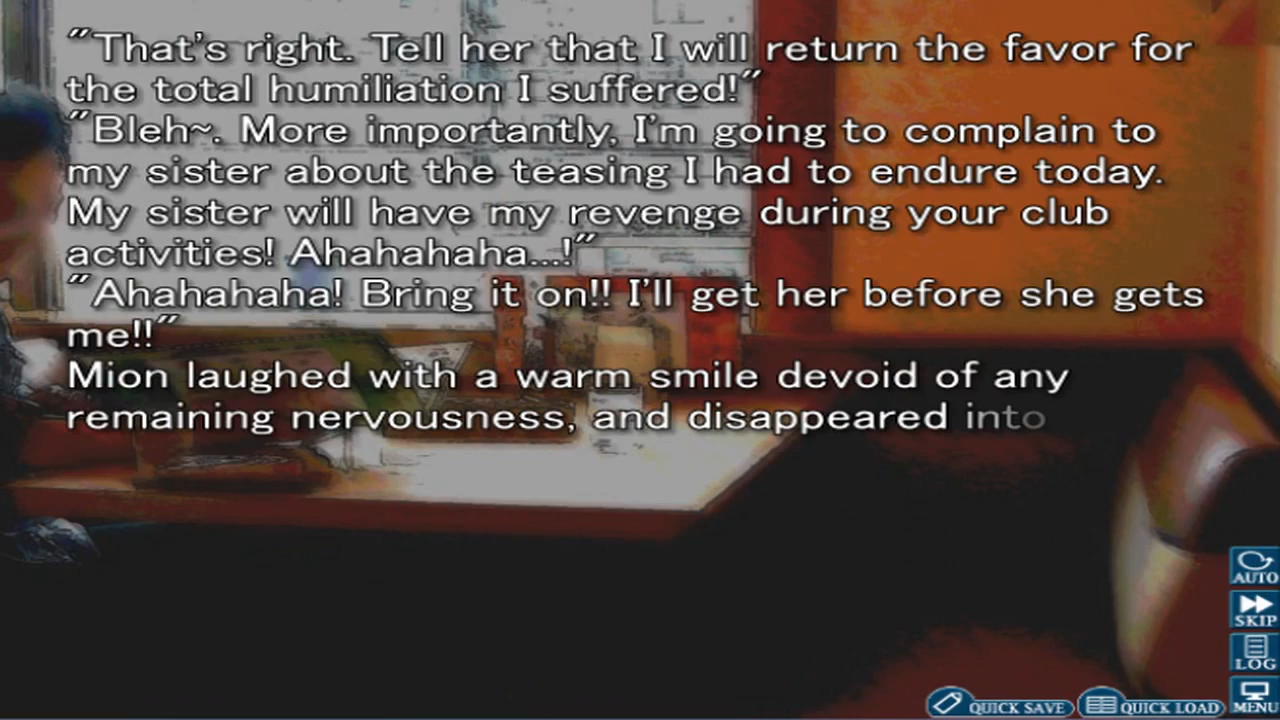 "That's right. Tell her that I will return the favor for
the total humiliation I suffered!"
"Bleh~. More importantly, I'm going to complain to
my sister about the teasing I had to endure today.
My sister will have my revenge during your club
activities! Ahahahaha...!"
"Ahahahaha! Bring it on!! I'll get her before she gets
me!!"
Mion laughed with a warm smile devoid of any
remaining nervousness, and disappeared into
AUTO
SKIP
LOG
MENU
QUICK SAVE
QUICK LOAD